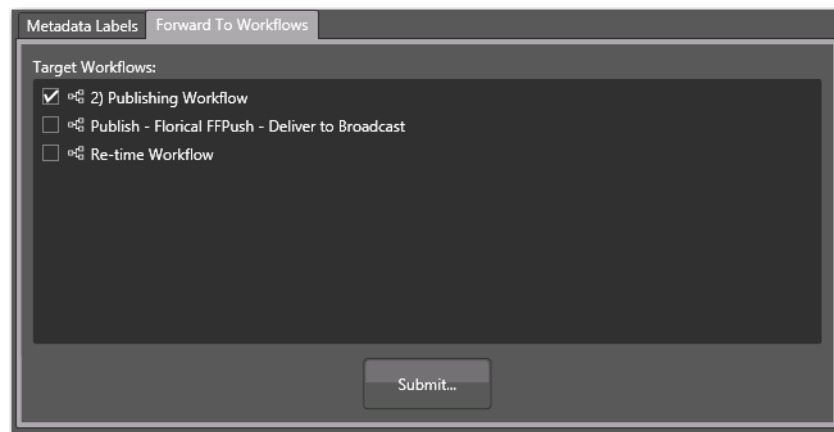 Metadata Labels Forward To Workflows
Target Workflows:
2) Publishing Workflow
Publish - Florical FFPush - Deliver to Broadcast
Re-time Workflow
Submit...